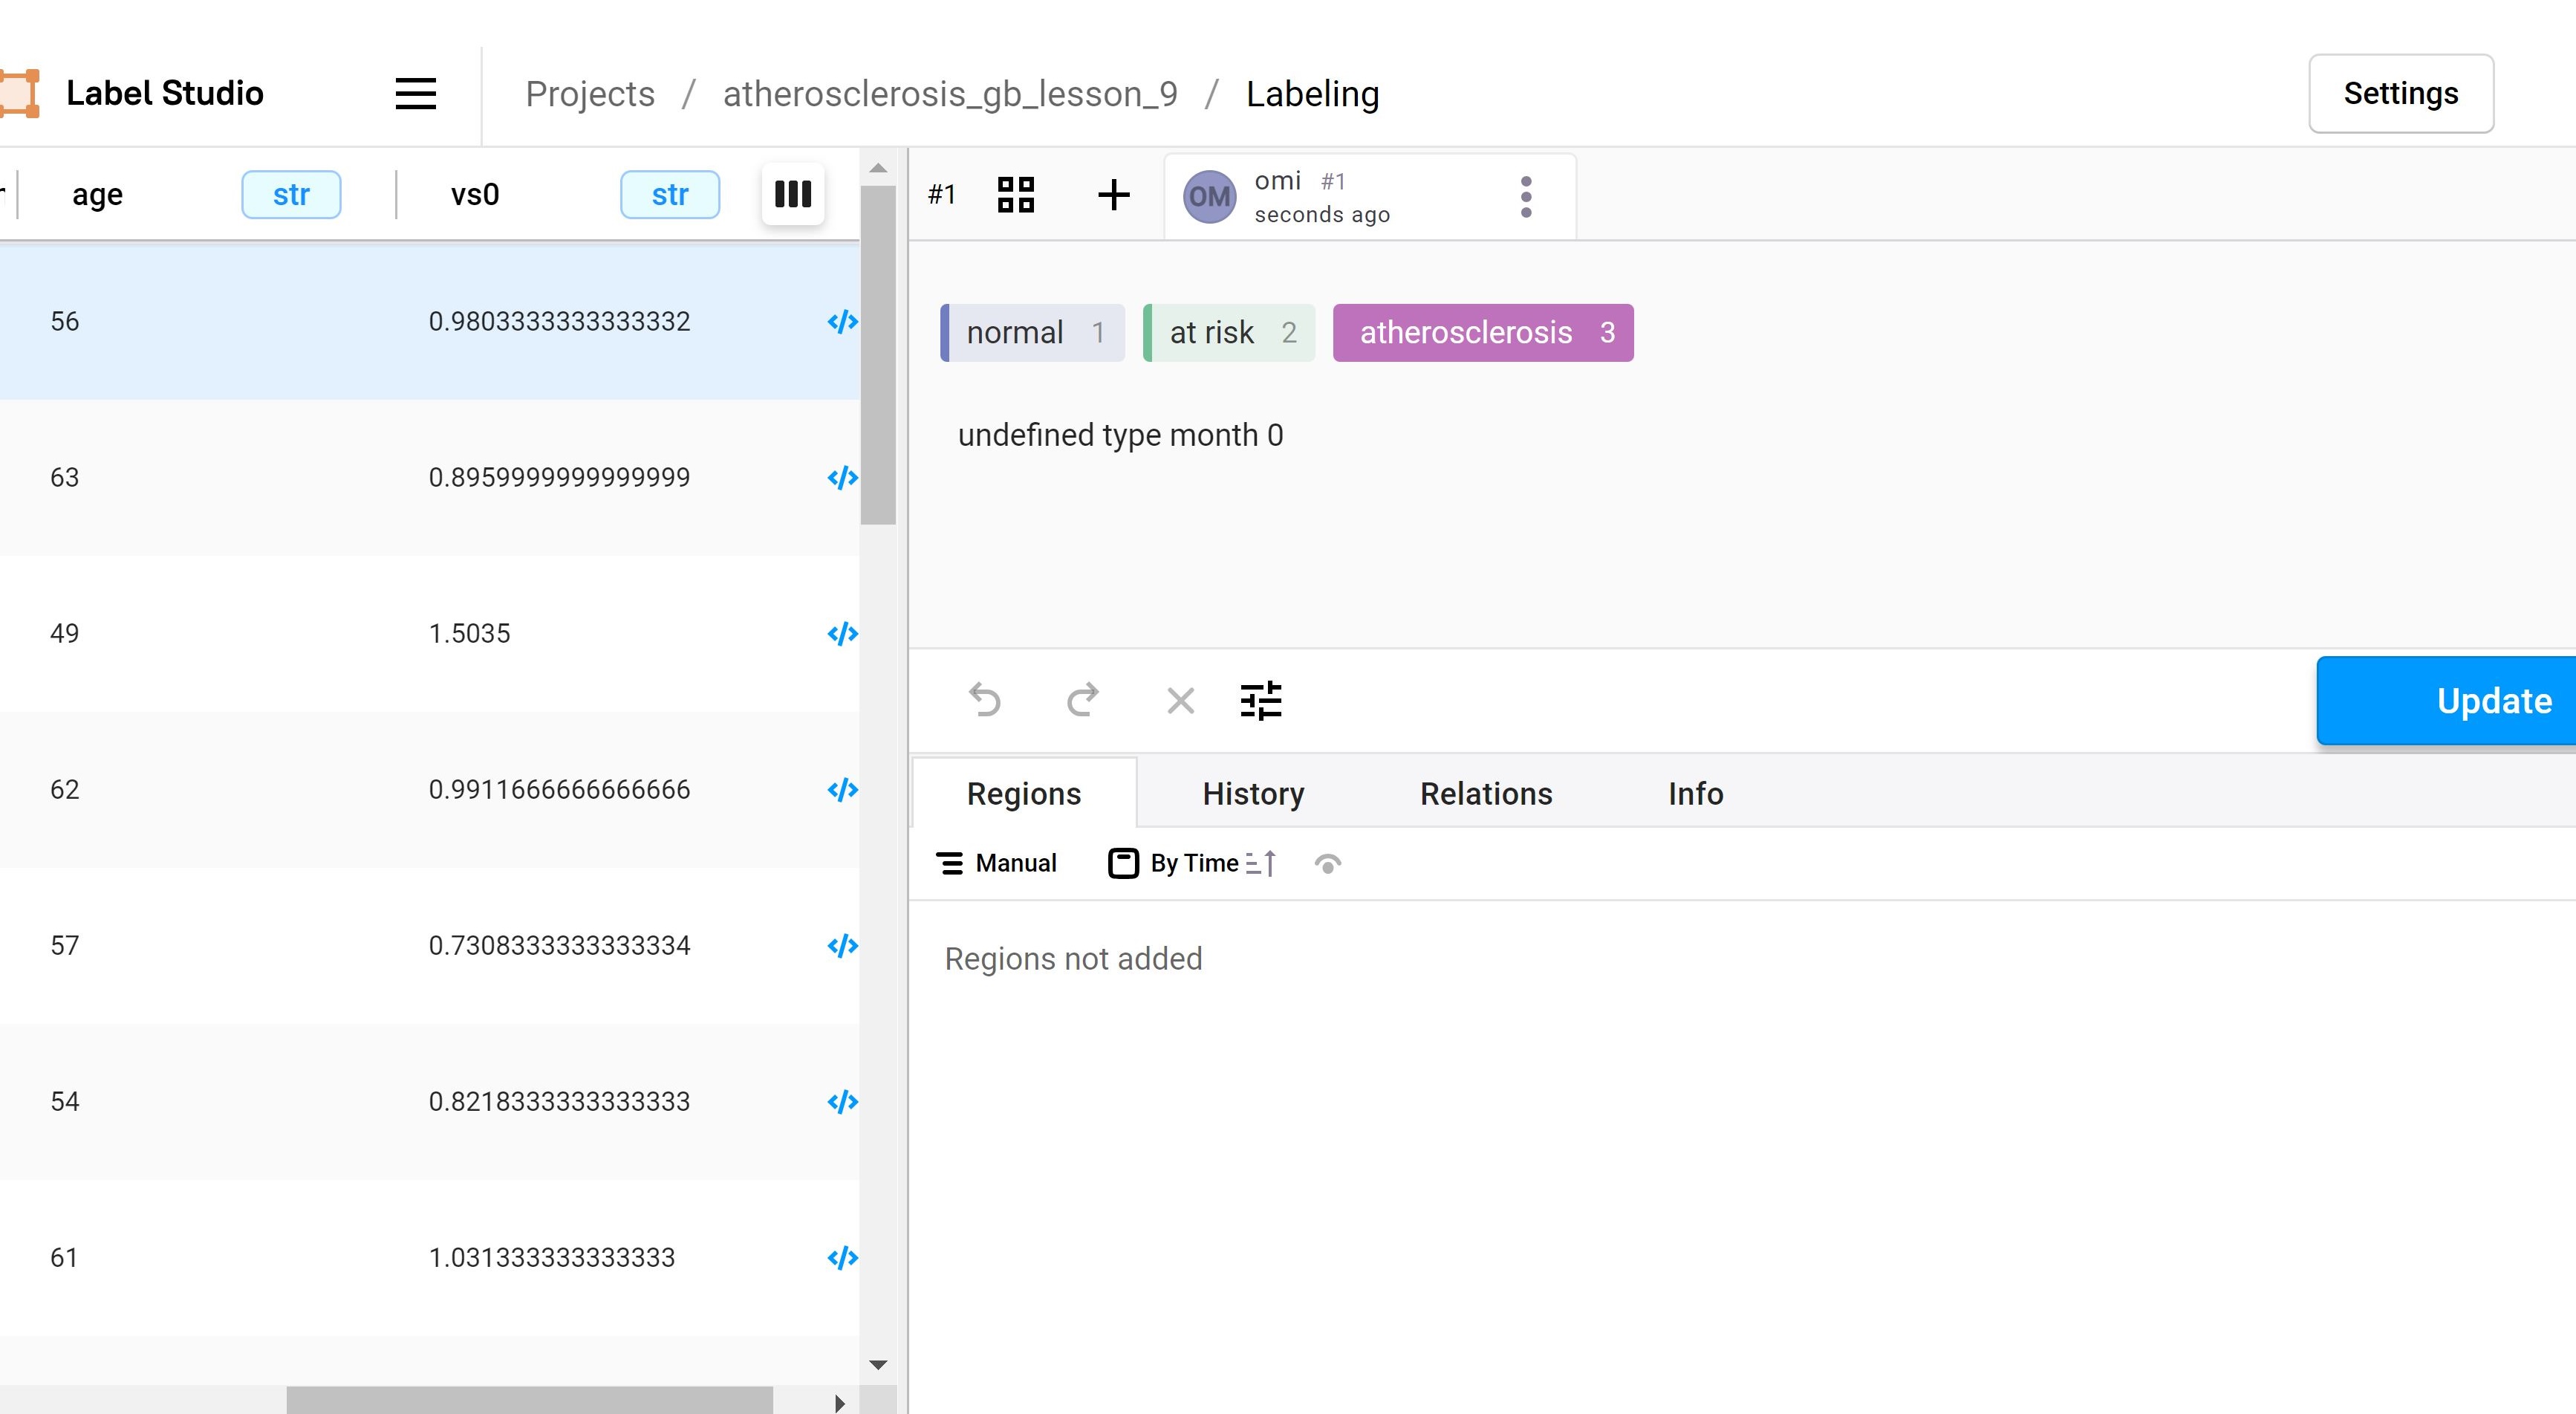 Label Studio
Projects / atherosclerosis_gb_lesson_9 / Labeling
Settings
age str vs0 str
#1
OM omi #1
seconds ago
56 0.9803333333333332 </>
63 0.8959999999999999 </>
49 1.5035 </>
62 0.9911666666666666 </>
57 0.7308333333333334 </>
54 0.8218333333333333 </>
61 1.031333333333333 </>
normal 1 at risk 2 atherosclerosis 3
undefined type month 0
Update
Regions History Relations Info
Manual By Time
Regions not added